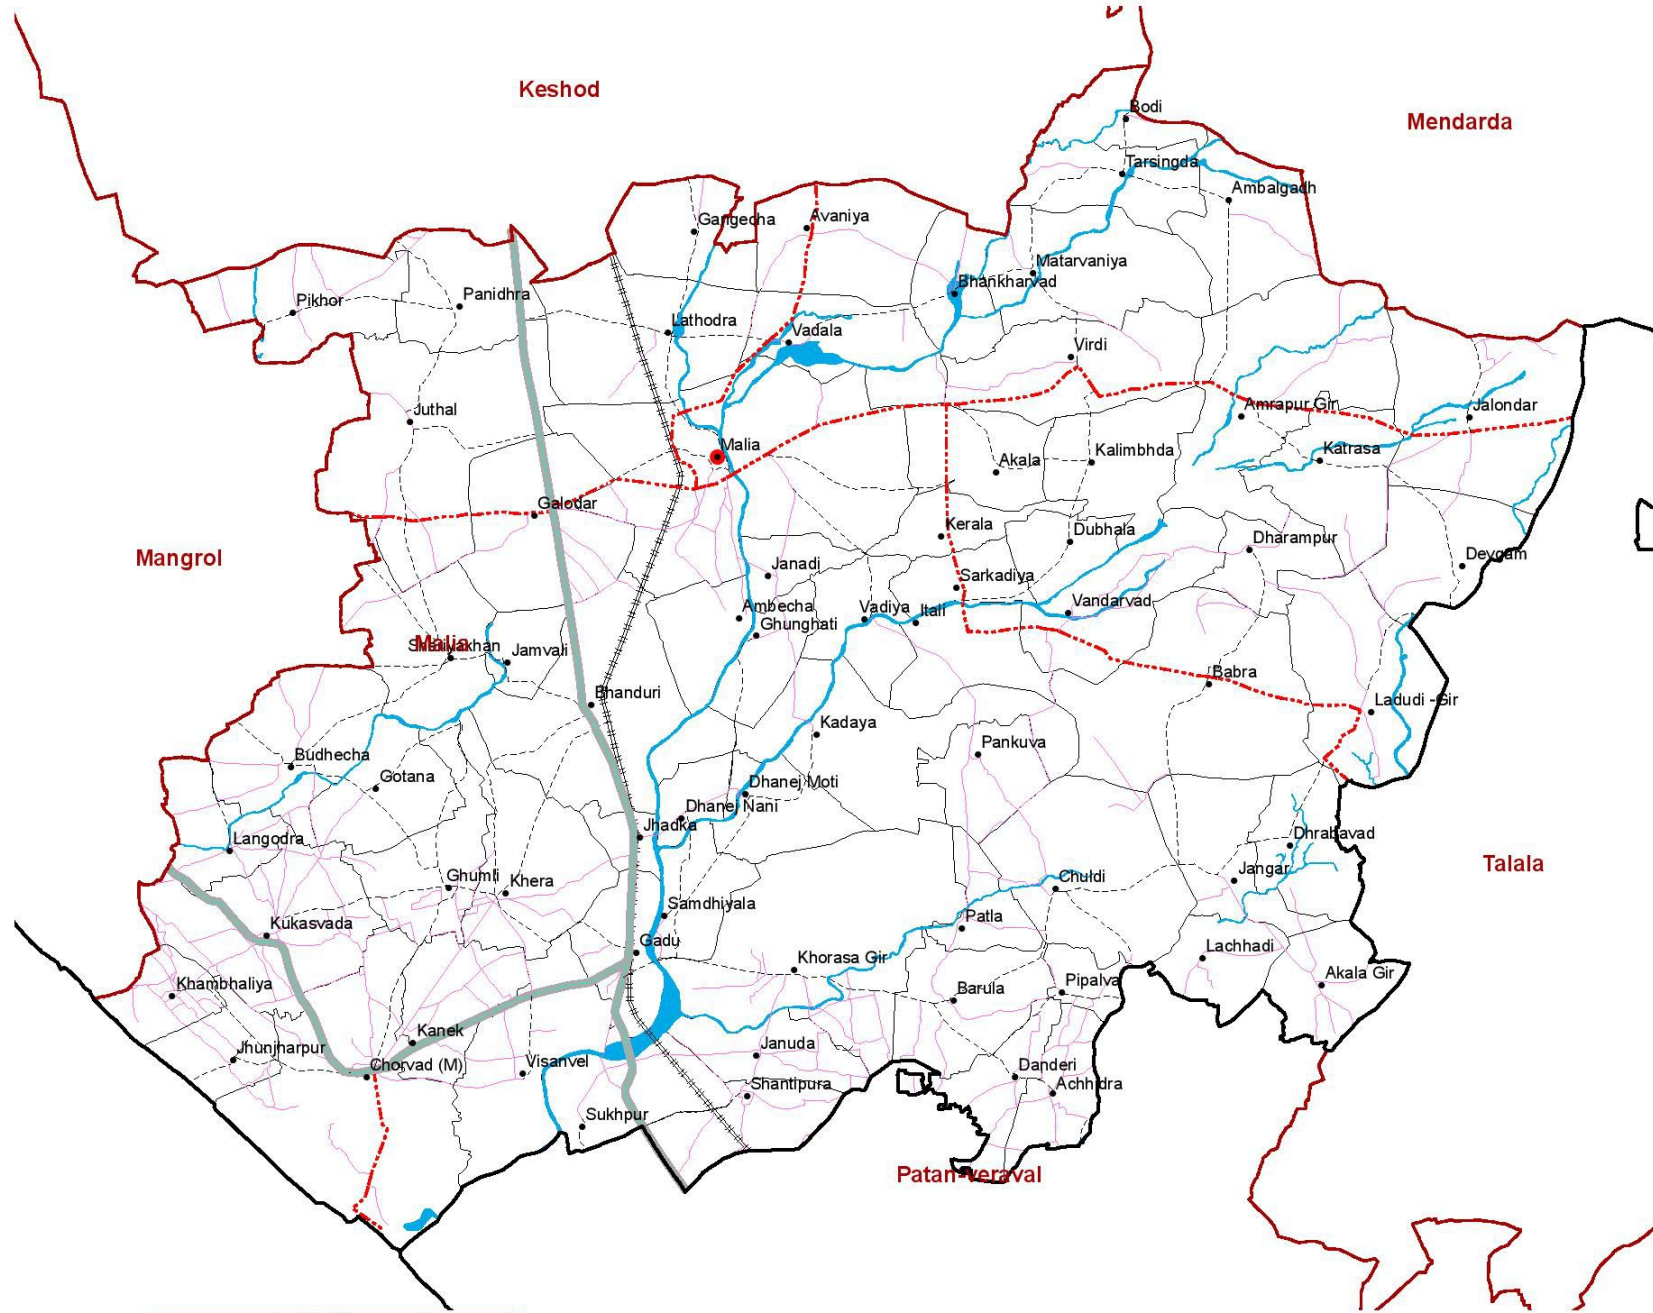 Keshod
Mendarda
Bodi
Tarsingda
Ambalgadh
Gangecha
Avaniya
Matarvaniya
Bhankharvad
Pikhor
Panidhra
Lathodra
Vadala
Virdi
Juthal
Amrapur Gir
Jalondar
Malia
Akala
Kalimbhda
Katrasa
Galodar
Kerala
Dubhala
Dharampur
Mangrol
Devgam
Janadi
Sarkadiya
Ambecha
Vadiya
Itali
Vandarvad
Ghunghati
Malia
Jamvali
Babra
Bhanduri
Ladudi -Gir
Kadaya
Pankuva
Budhecha
Gotana
Dhanej Moti
Dhanej Nani
Langodra
Jhadka
Dhrabavad
Talala
Jangar
Ghumli
Khera
Chuldi
Samdhiyala
Patla
Kukasvada
Gadu
Lachhadi
Khorasa Gir
Akala Gir
Khambhaliya
Barula
Pipalva
Kanek
Jhunjharpur
Januda
Chorvad (M)
Visanvel
Danderi
Shantipura
Achhidra
Sukhpur
Patan-veraval